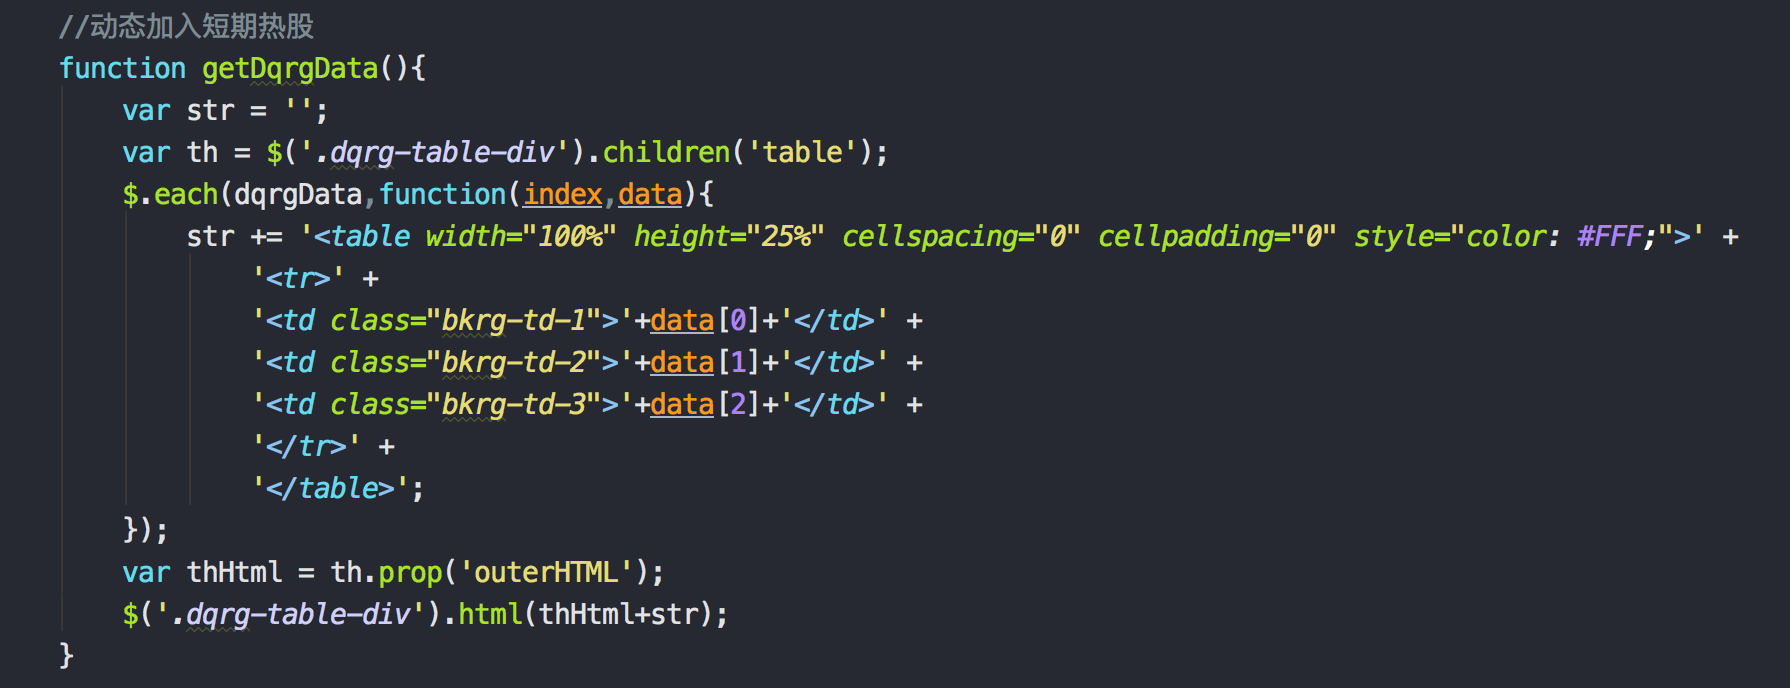 //动态加入短期热股
function getDqrgData(){
    var str = '';
    var th = $('.dqrg-table-div').children('table');
    $.each(dqrgData,function(index,data){
        str += '<table width="100%" height="25%" cellspacing="0" cellpadding="0" style="color: #FFF;">' +
            '<tr>' +
            '<td class="bkrg-td-1">'+data[0]+'</td>' +
            '<td class="bkrg-td-2">'+data[1]+'</td>' +
            '<td class="bkrg-td-3">'+data[2]+'</td>' +
            '</tr>' +
            '</table>';
    });
    var thHtml = th.prop('outerHTML');
    $('.dqrg-table-div').html(thHtml+str);
}